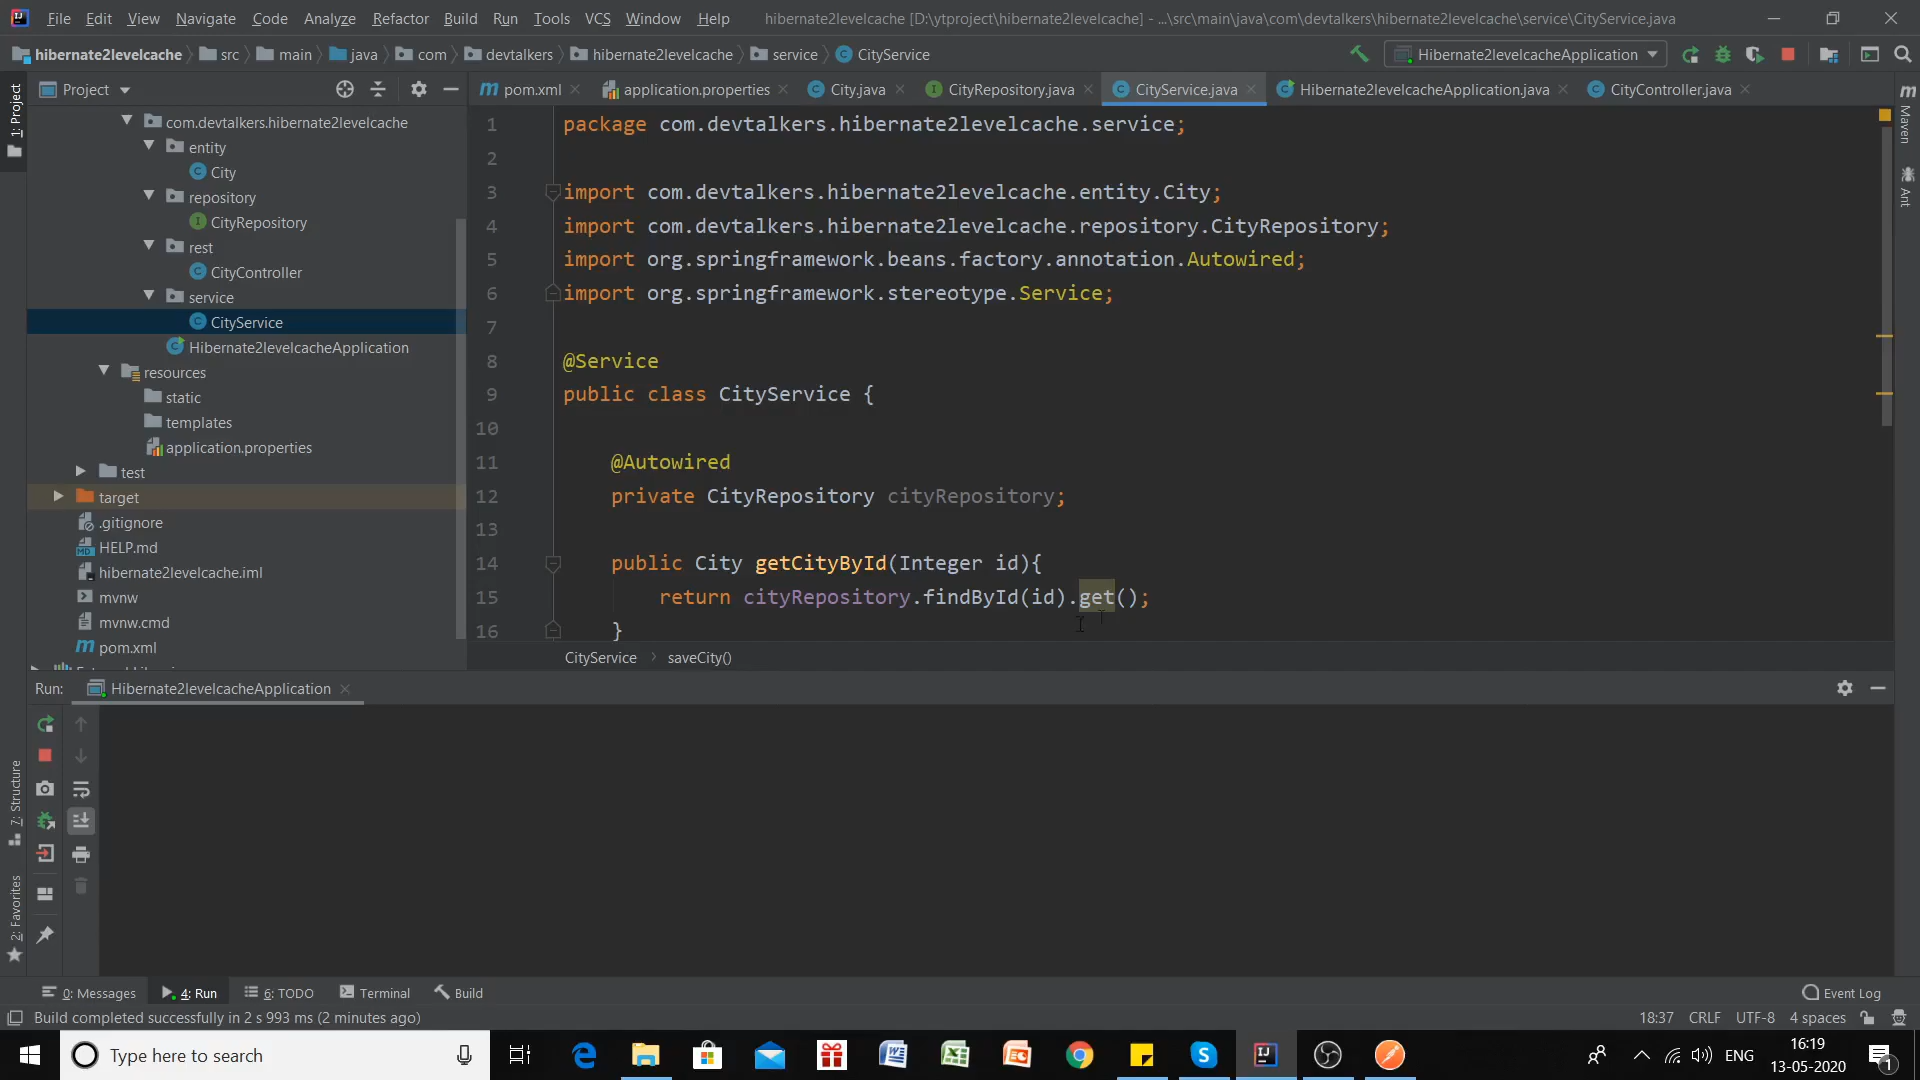 File Edit View Navigate Code Analyze Refactor Build Run Tools VCS Window Help hibernate2levelcache [D:\ytproject\hibernate2levelcache] - ...\src\main\java\com\devtalkers\hibernate2levelcache\service\CityService.java
hibernate2levelcache src main java com devtalkers hibernate2levelcache service CityService Hibernate2levelcacheApplication
1: Project
Project
pom.xml application.properties City.java CityRepository.java CityService.java Hibernate2levelcacheApplication.java CityController.java
Maven
Ant
com.devtalkers.hibernate2levelcache
entity
City
repository
CityRepository
rest
CityController
service
CityService
Hibernate2levelcacheApplication
resources
static
templates
application.properties
test
target
.gitignore
HELP.md
hibernate2levelcache.iml
mvnw
mvnw.cmd
pom.xml
1 package com.devtalkers.hibernate2levelcache.service;
2
3 import com.devtalkers.hibernate2levelcache.entity.City;
4 import com.devtalkers.hibernate2levelcache.repository.CityRepository;
5 import org.springframework.beans.factory.annotation.Autowired;
6 import org.springframework.stereotype.Service;
7
8 @Service
9 public class CityService {
10
11 @Autowired
12 private CityRepository cityRepository;
13
14 public City getCityById(Integer id){
15 return cityRepository.findById(id).get();
16 }
CityService saveCity()
Run: Hibernate2levelcacheApplication
7: Structure
2: Favorites
0: Messages 4: Run 6: TODO Terminal Build Event Log
Build completed successfully in 2 s 993 ms (2 minutes ago) 18:37 CRLF UTF-8 4 spaces
Type here to search
ENG
16:19
13-05-2020
1